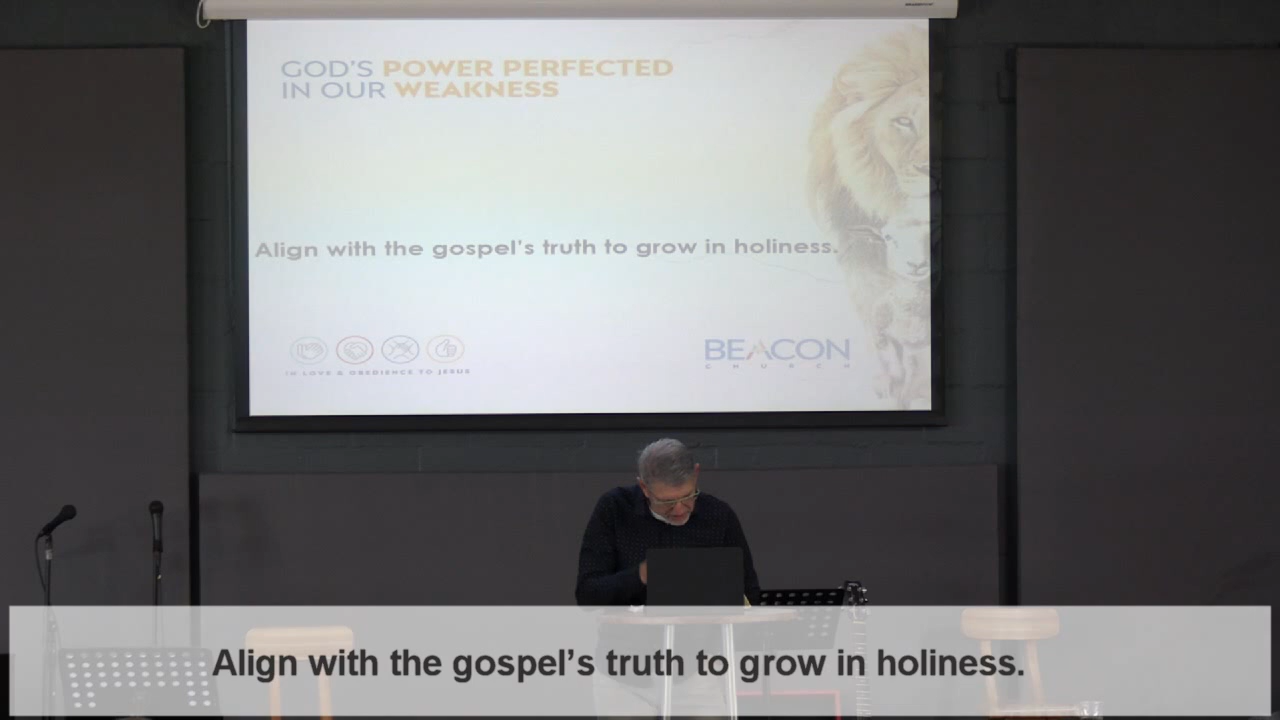 GOD'S POWER PERFECTED
IN OUR WEAKNESS
Align with the gospel's truth to grow in holiness.
IN LOVE & OBEDIENCE TO JESUS
BEACON
CHURCH
Align with the gospel’s truth to grow in holiness.